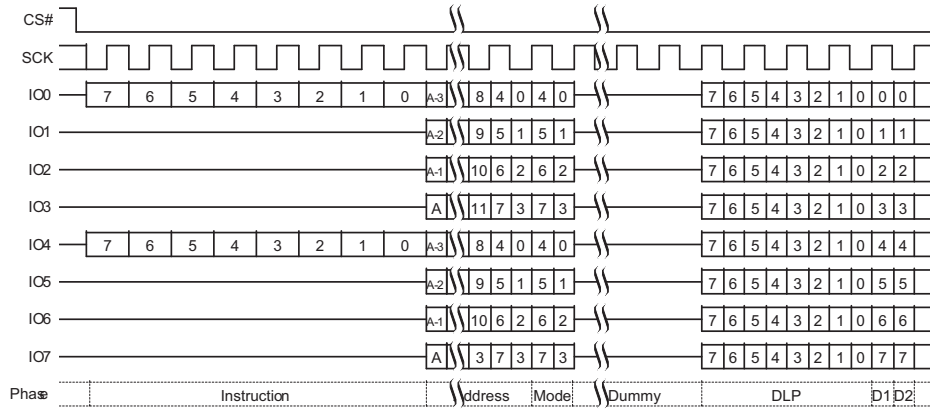 CS#
SCK
IO0 7 6 5 4 3 2 1 0 A-3 8 4 0 4 0 7 6 5 4 3 2 1 0 0 0
IO1 A-2 9 5 1 5 1 7 6 5 4 3 2 1 0 1 1
IO2 A-1 10 6 2 6 2 7 6 5 4 3 2 1 0 2 2
IO3 A 11 7 3 7 3 7 6 5 4 3 2 1 0 3 3
IO4 7 6 5 4 3 2 1 0 A-3 8 4 0 4 0 7 6 5 4 3 2 1 0 4 4
IO5 A-2 9 5 1 5 1 7 6 5 4 3 2 1 0 5 5
IO6 A-1 10 6 2 6 2 7 6 5 4 3 2 1 0 6 6
IO7 A 3 7 3 7 3 7 6 5 4 3 2 1 0 7 7
Phase Instruction ddress Mode Dummy DLP D1 D2